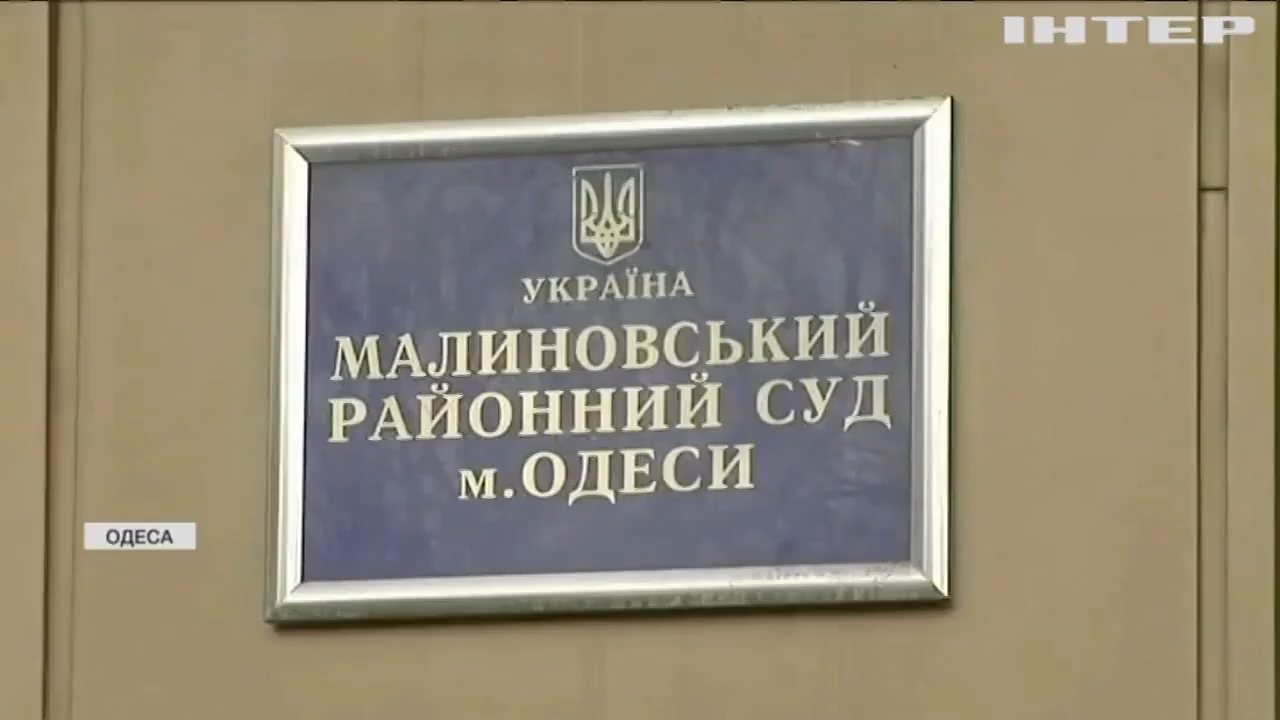 ІНТЕР
УКРАЇНА
МАЛИНОВСЬКИЙ
РАЙОННИЙ СУД
м.ОДЕСИ
ОДЕСА